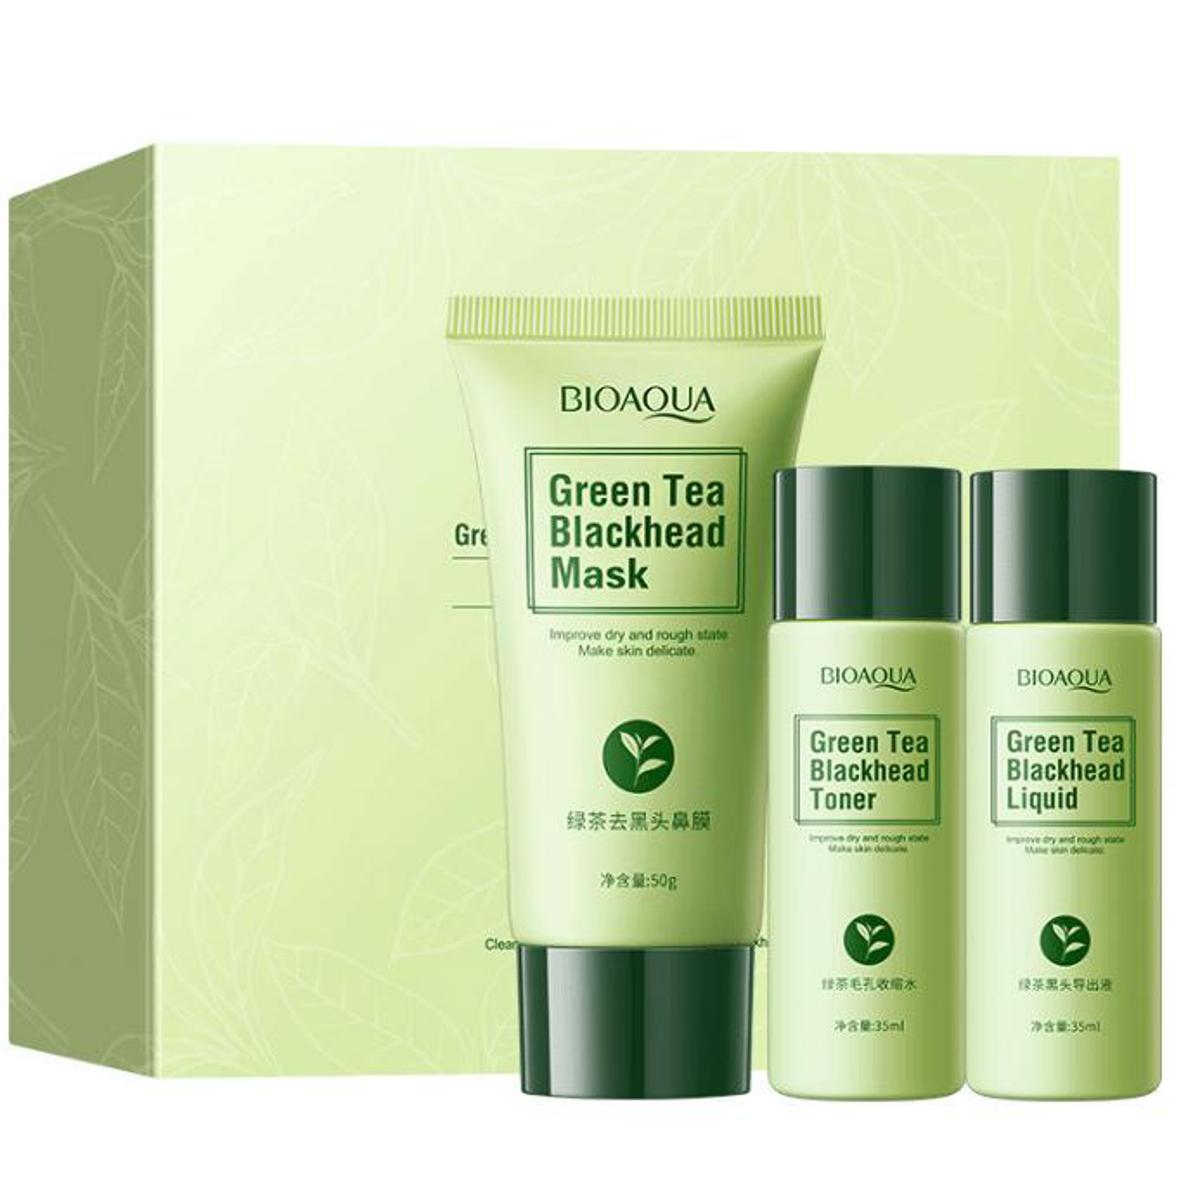 BIOAQUA
Green Tea
Blackhead
Mask
Improve dry and rough state
Make skin delicate.
绿茶去黑头鼻膜
净含量:50g
BIOAQUA
Green Tea
Blackhead
Toner
Improve dry and rough state
Make skin delicate.
绿茶毛孔收缩水
净含量:35ml
BIOAQUA
Green Tea
Blackhead
Liquid
Improve dry and rough state
Make skin delicate.
绿茶黑头导出液
净含量:35ml